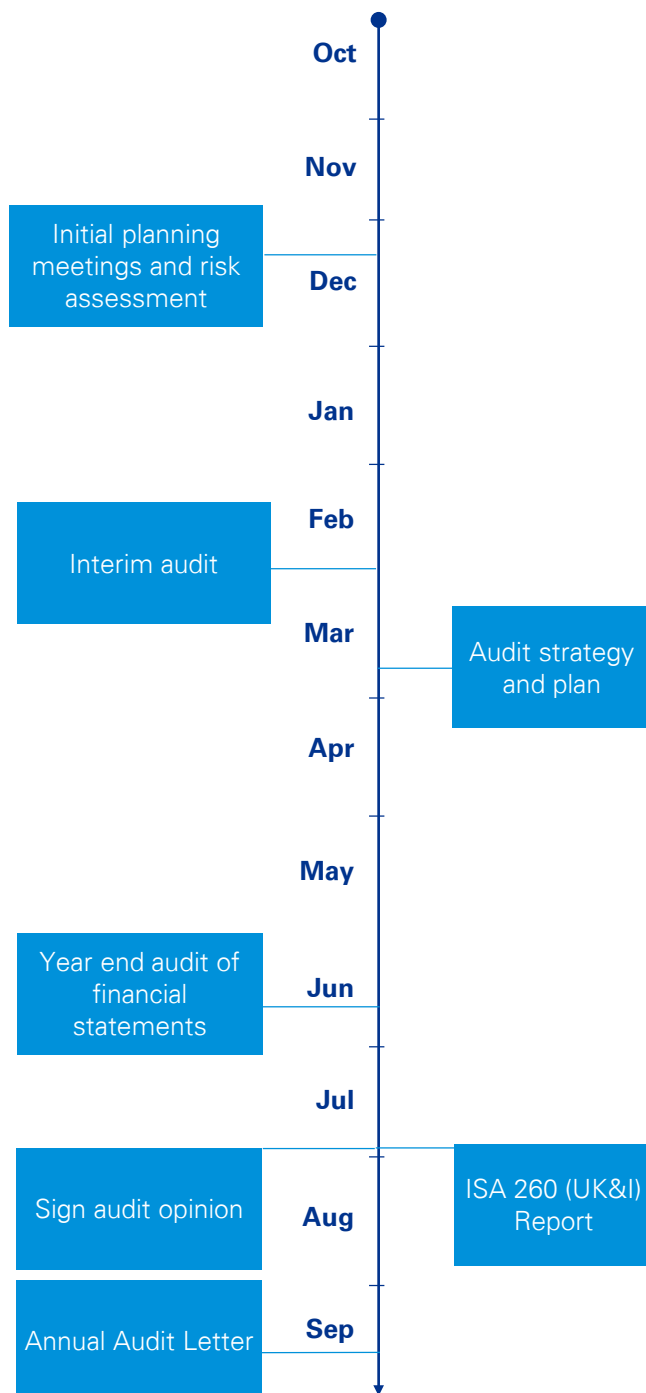 Oct
Nov
Initial planning
meetings and risk
assessment
Dec
Jan
Feb
Interim audit
Mar
Audit strategy
and plan
Apr
May
Year end audit of
financial
statements
Jun
Jul
Sign audit opinion
ISA 260 (UK&I)
Report
Aug
Sep
Annual Audit Letter